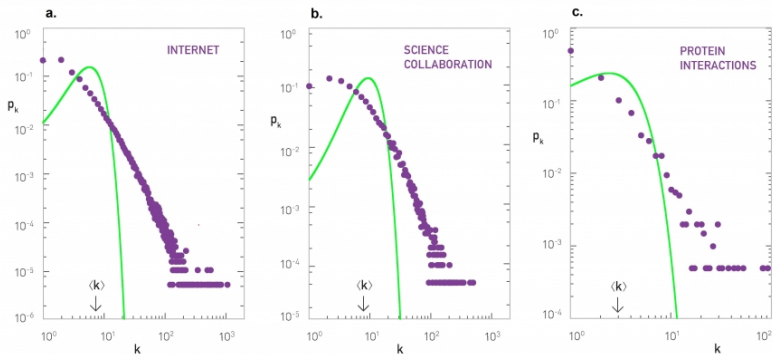 a.
INTERNET
10⁰
10⁻¹
10⁻²
10⁻³
10⁻⁴
10⁻⁵
10⁻⁶
pₖ
⟨k⟩
10⁰ 10¹ 10² 10³
k
b.
SCIENCE
COLLABORATION
10⁰
10⁻¹
10⁻²
10⁻³
10⁻⁴
10⁻⁵
pₖ
⟨k⟩
10⁰ 10¹ 10² 10³
k
c.
PROTEIN
INTERACTIONS
10⁰
10⁻¹
10⁻²
10⁻³
10⁻⁴
pₖ
⟨k⟩
10⁰ 10¹ 10²
k